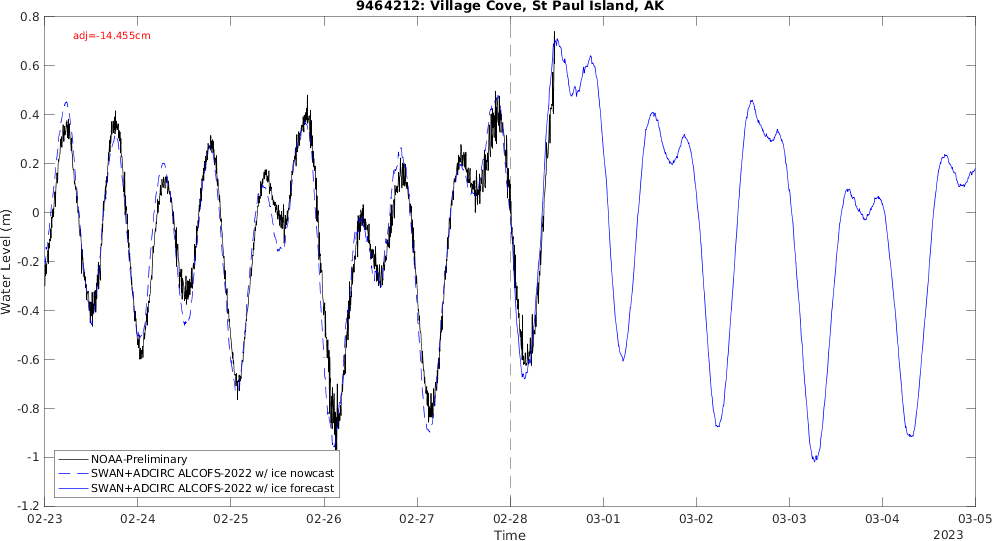 9464212: Village Cove, St Paul Island, AK
adj=-14.455cm
Water Level (m)
0.8
0.6
0.4
0.2
0
-0.2
-0.4
-0.6
-0.8
-1
-1.2
NOAA-Preliminary
SWAN+ADCIRC ALCOFS-2022 w/ ice nowcast
SWAN+ADCIRC ALCOFS-2022 w/ ice forecast
02-23 02-24 02-25 02-26 02-27 02-28 03-01 03-02 03-03 03-04 03-05
Time
2023